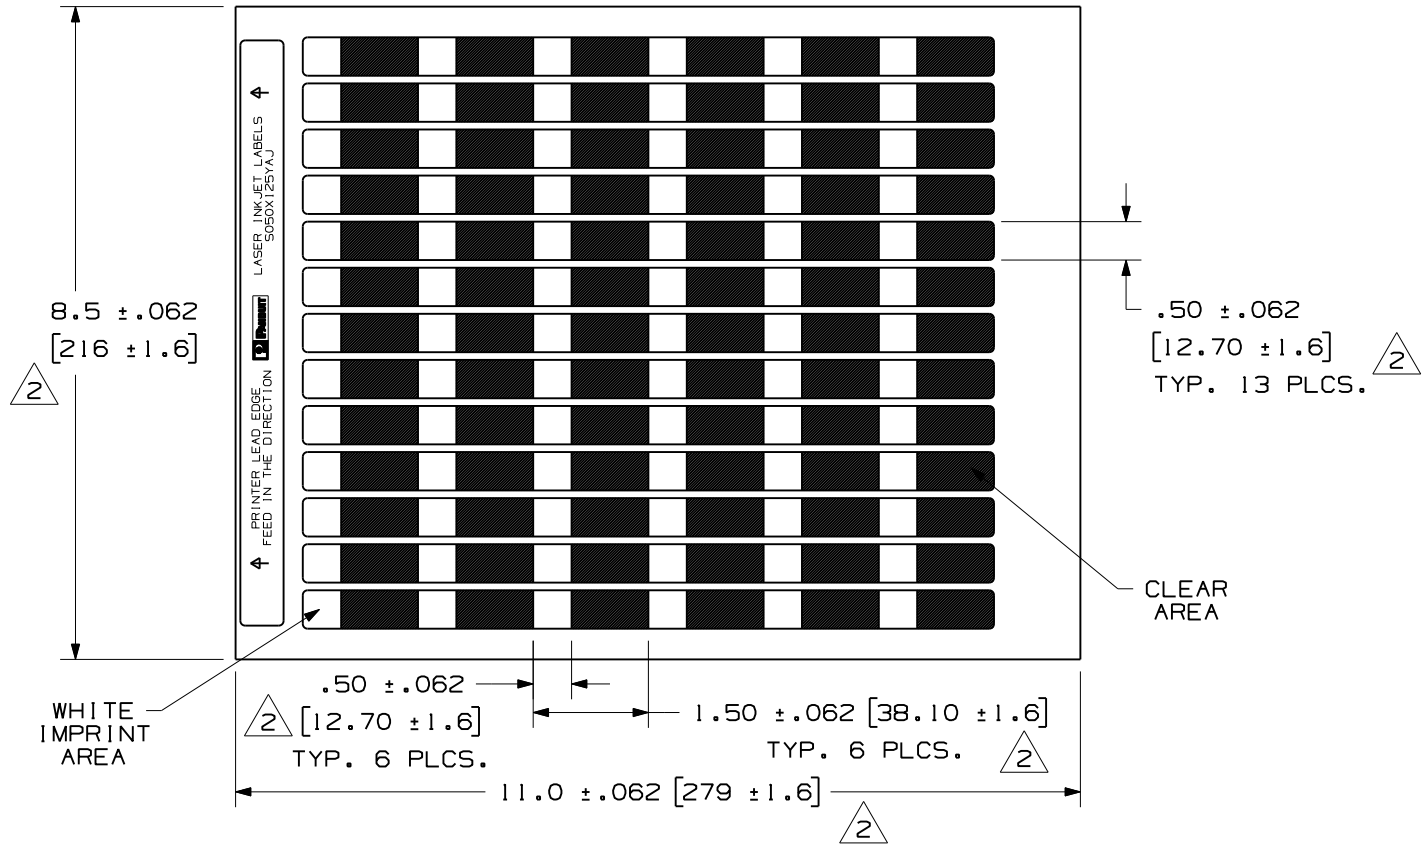 LASER INKJET LABELS
S050X125YAJ
PANDUIT
PRINTER LEAD EDGE
FEED IN THE DIRECTION
8.5 ±.062
[216 ±1.6]
2
.50 ±.062
[12.70 ±1.6]
2
TYP. 13 PLCS.
CLEAR
AREA
WHITE
IMPRINT
AREA
.50 ±.062
2
[12.70 ±1.6]
TYP. 6 PLCS.
1.50 ±.062 [38.10 ±1.6]
TYP. 6 PLCS.
2
11.0 ±.062 [279 ±1.6]
2